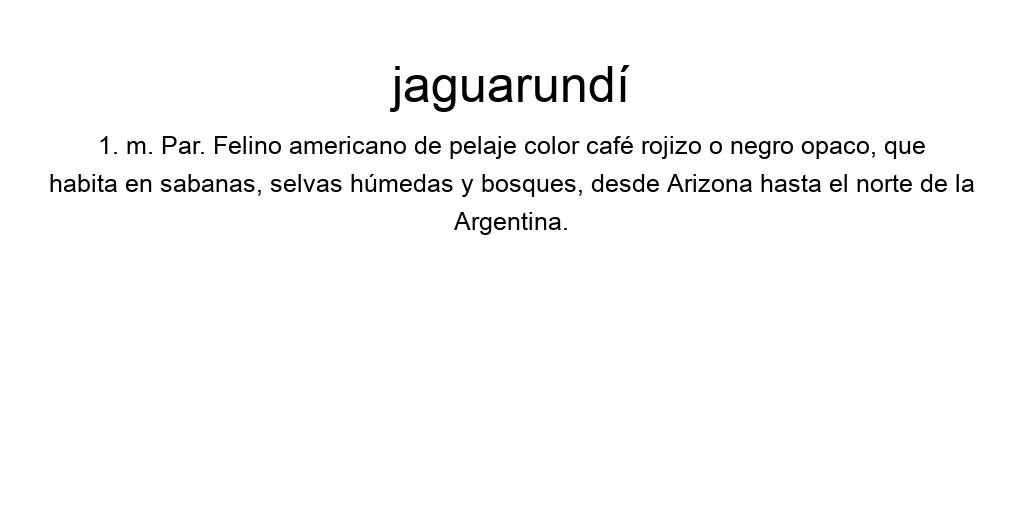 jaguarundí
1. m. Par. Felino americano de pelaje color café rojizo o negro opaco, que
habita en sabanas, selvas húmedas y bosques, desde Arizona hasta el norte de la
Argentina.